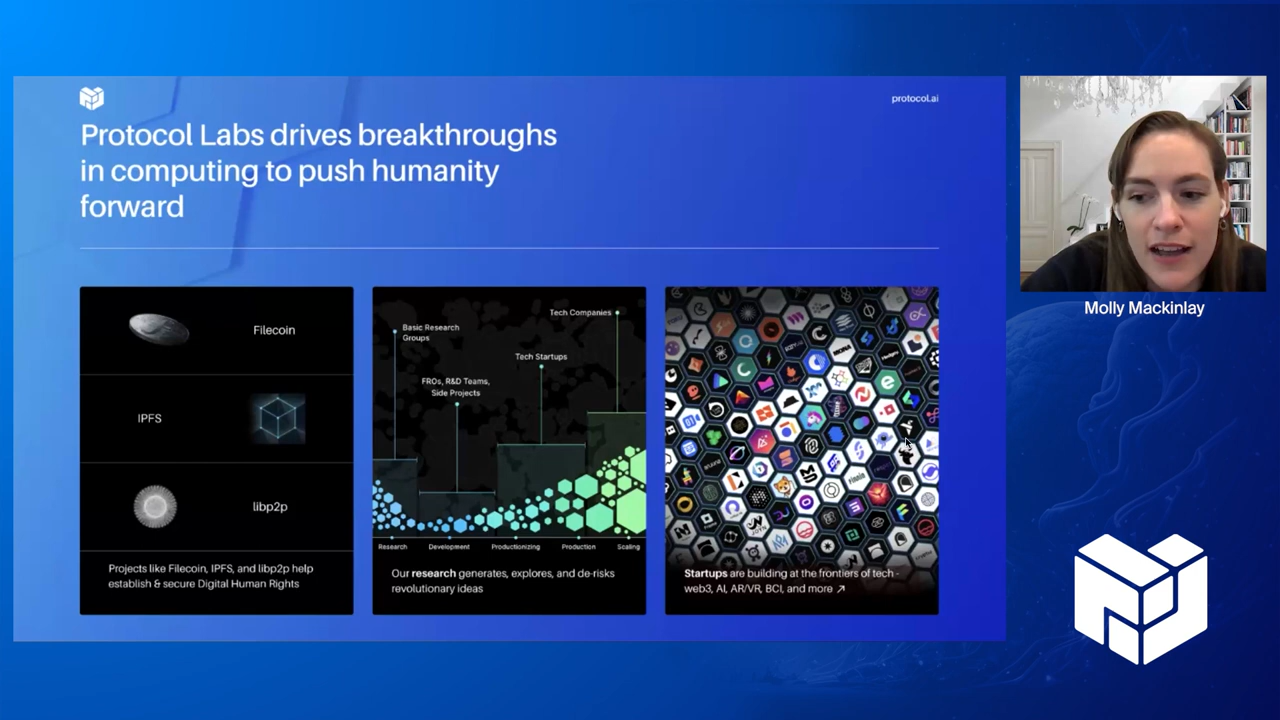 protocol.ai
Protocol Labs drives breakthroughs
in computing to push humanity
forward
Filecoin
IPFS
libp2p
Projects like Filecoin, IPFS, and libp2p help
establish & secure Digital Human Rights
Basic Research
Groups
FROs, R&D Teams,
Side Projects
Tech Startups
Tech Companies
Research
Development
Productionizing
Production
Scaling
Our research generates, explores, and de-risks
revolutionary ideas
Startups are building at the frontiers of tech -
web3, AI, AR/VR, BCI, and more ↗
Molly Mackinlay